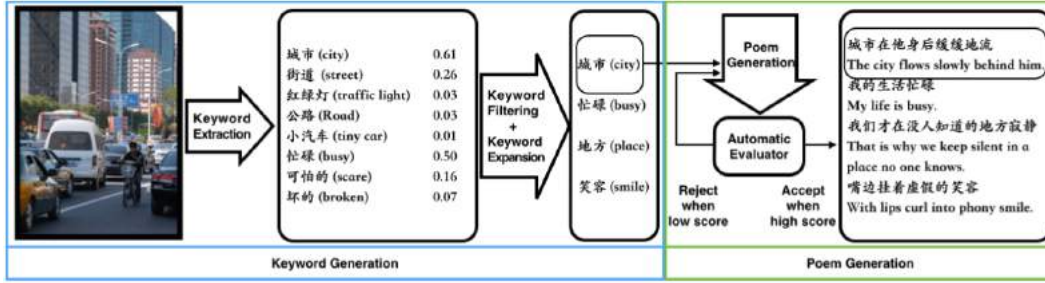 Keyword
Extraction
城市 (city) 0.61
街道 (street) 0.26
红绿灯 (traffic light) 0.03
公路 (Road) 0.03
小汽车 (tiny car) 0.01
忙碌 (busy) 0.50
可怕的 (scare) 0.16
坏的 (broken) 0.07
Keyword
Filtering
+
Keyword
Expansion
城市 (city)
忙碌 (busy)
地方 (place)
笑容 (smile)
Keyword Generation
Poem
Generation
Automatic
Evaluator
Reject
when
low score
Accept
when
high score
城市在他身后缓缓地流
The city flows slowly behind him.
我的生活忙碌
My life is busy.
我们才在没人知道的地方寂静
That is why we keep silent in a
place no one knows.
嘴边挂着虚假的笑容
With lips curl into phony smile.
Poem Generation